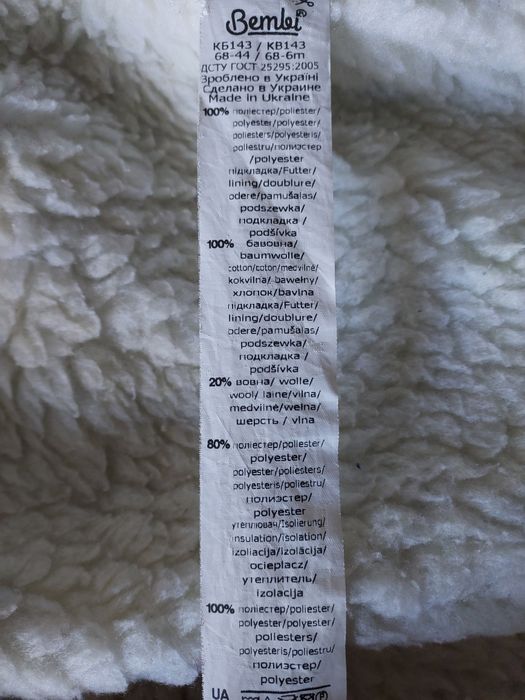 Bembi®
КБ143 / KB143
68-44 / 68-6m
ДСТУ ГОСТ 25295:2005
Зроблено в Україні
Сделано в Украине
Made in Ukraine
100% поліестер/poliester/
polyester/polyester/
poliesters/polyesteris/
poliestru/полиэстер
/polyester
підкладка/Futter/
lining/doublure/
odere/pamušalas/
podszewka/
подкладка /
podšívka
100% бавовна/
baumwolle/
cotton/coton/medvilnė/
kokvilna/ bawełny/
хлопок/bavlna
підкладка/Futter/
lining/doublure/
odere/pamušalas/
podszewka/
подкладка /
podšívka
20% вовна/ wolle/
wool/ laine/vilna/
medvilnė/wełna/
шерсть / vlna
80% поліестер/poliester/
polyester/
polyester/poliesters/
polyesteris/poliestru/
полиэстер/
polyester
утеплювач/Isolierung/
insulation/isolation/
izoliacija/izolācija/
ocieplacz/
утеплитель/
izolacija
100% поліестер/poliester/
polyester/polyester/
poliesters/
polyesteris/poliestru/
полиэстер/
polyester
UA